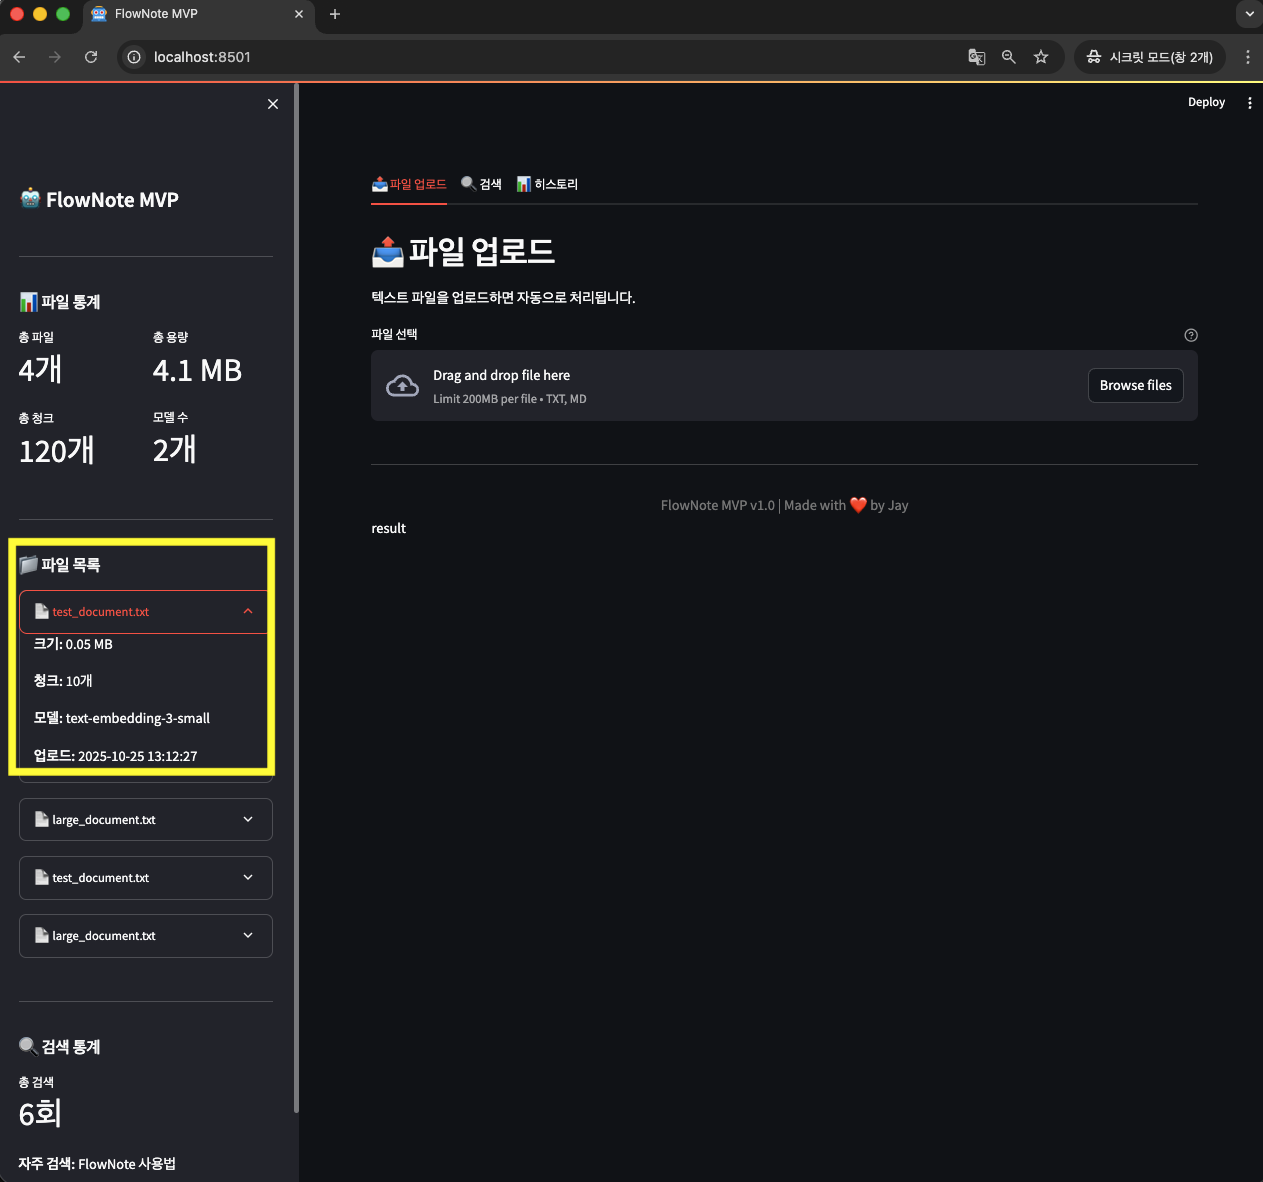 FlowNote MVP
localhost:8501
시크릿 모드(창 2개)
Deploy
FlowNote MVP
파일 통계
총 파일
총 용량
4개
4.1 MB
총 청크
모델 수
120개
2개
파일 목록
test_document.txt
크기: 0.05 MB
청크: 10개
모델: text-embedding-3-small
업로드: 2025-10-25 13:12:27
large_document.txt
test_document.txt
large_document.txt
검색 통계
총 검색
6회
자주 검색: FlowNote 사용법
파일 업로드 검색 히스토리
파일 업로드
텍스트 파일을 업로드하면 자동으로 처리됩니다.
파일 선택
Drag and drop file here
Limit 200MB per file • TXT, MD
Browse files
FlowNote MVP v1.0 | Made with ❤️ by Jay
result